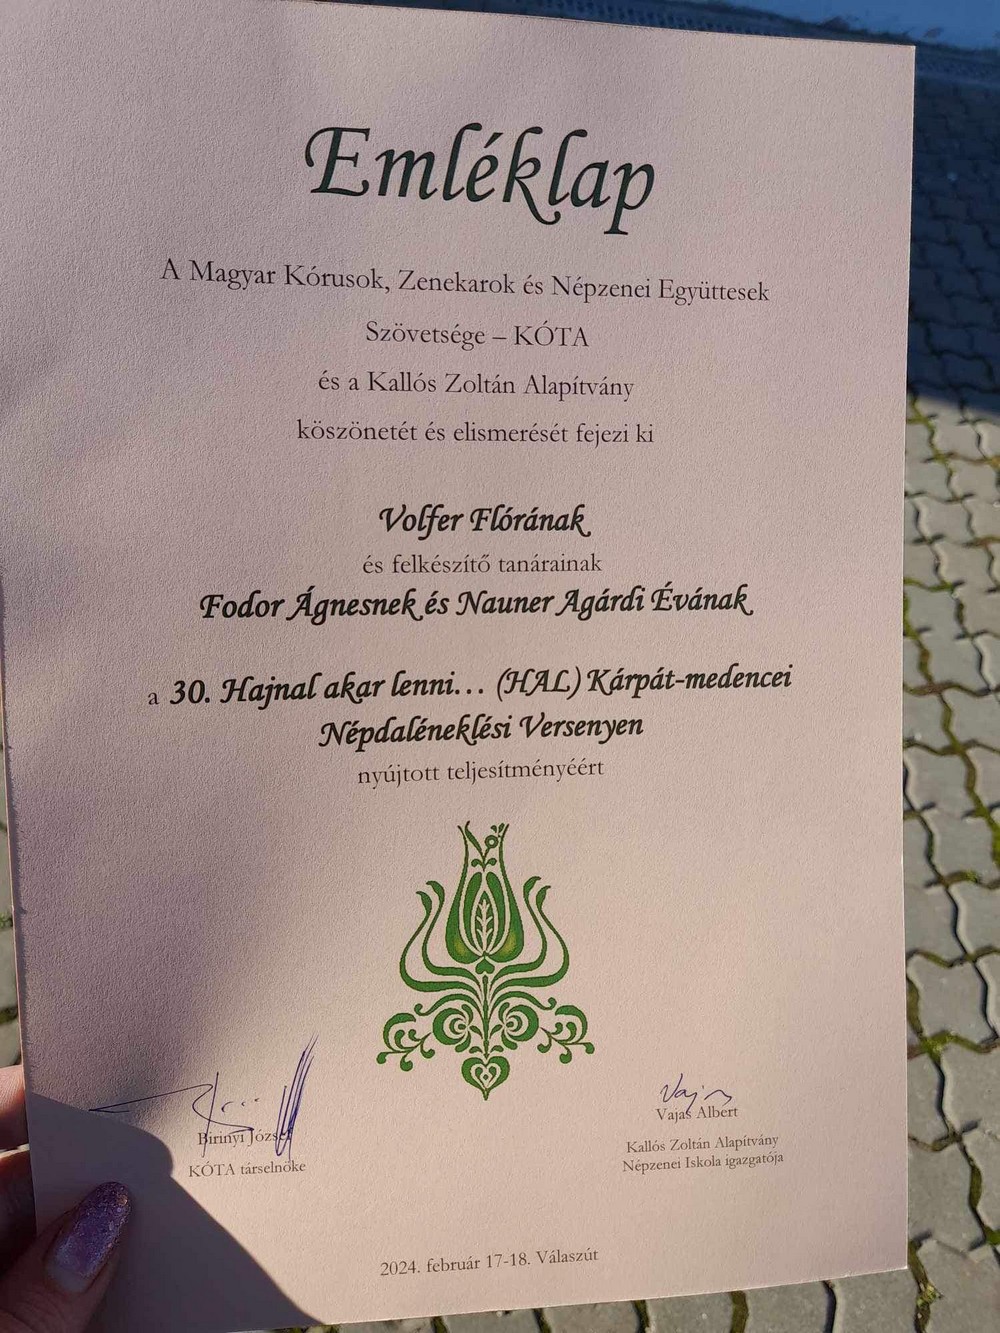 Emléklap
A Magyar Kórusok, Zenekarok és Népzenei Együttesek
Szövetsége – KÓTA
és a Kallós Zoltán Alapítvány
köszönetét és elismerését fejezi ki
Volfer Flórának
és felkészítő tanárainak
Fodor Ágnesnek és Nauner Agárdi Évának
a 30. Hajnal akar lenni… (HAL) Kárpát-medencei
Népdaléneklési Versenyen
nyújtott teljesítményéért
Birinyi József
KÓTA társelnöke
Vajas Albert
Kallós Zoltán Alapítvány
Népzenei Iskola igazgatója
2024. február 17-18. Válaszút